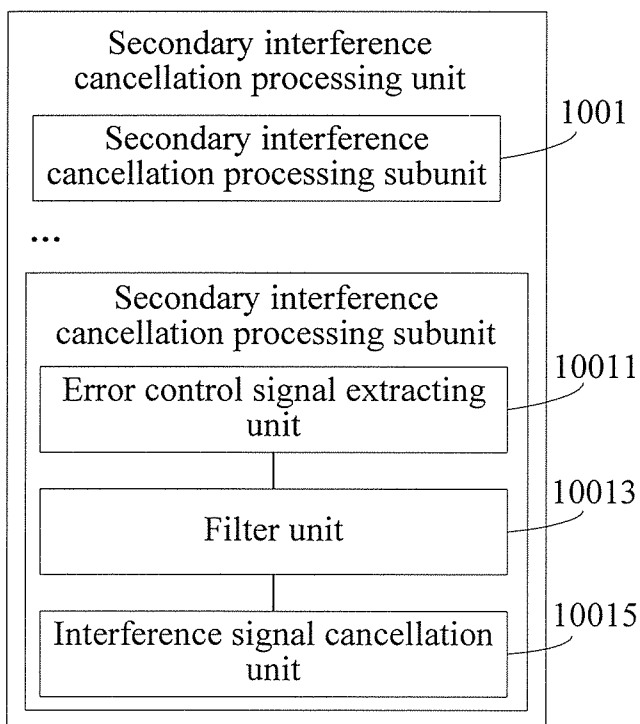 Secondary interference
cancellation processing unit
Secondary interference
cancellation processing subunit
1001
...
Secondary interference
cancellation processing subunit
Error control signal extracting
unit
10011
Filter unit
10013
Interference signal cancellation
unit
10015